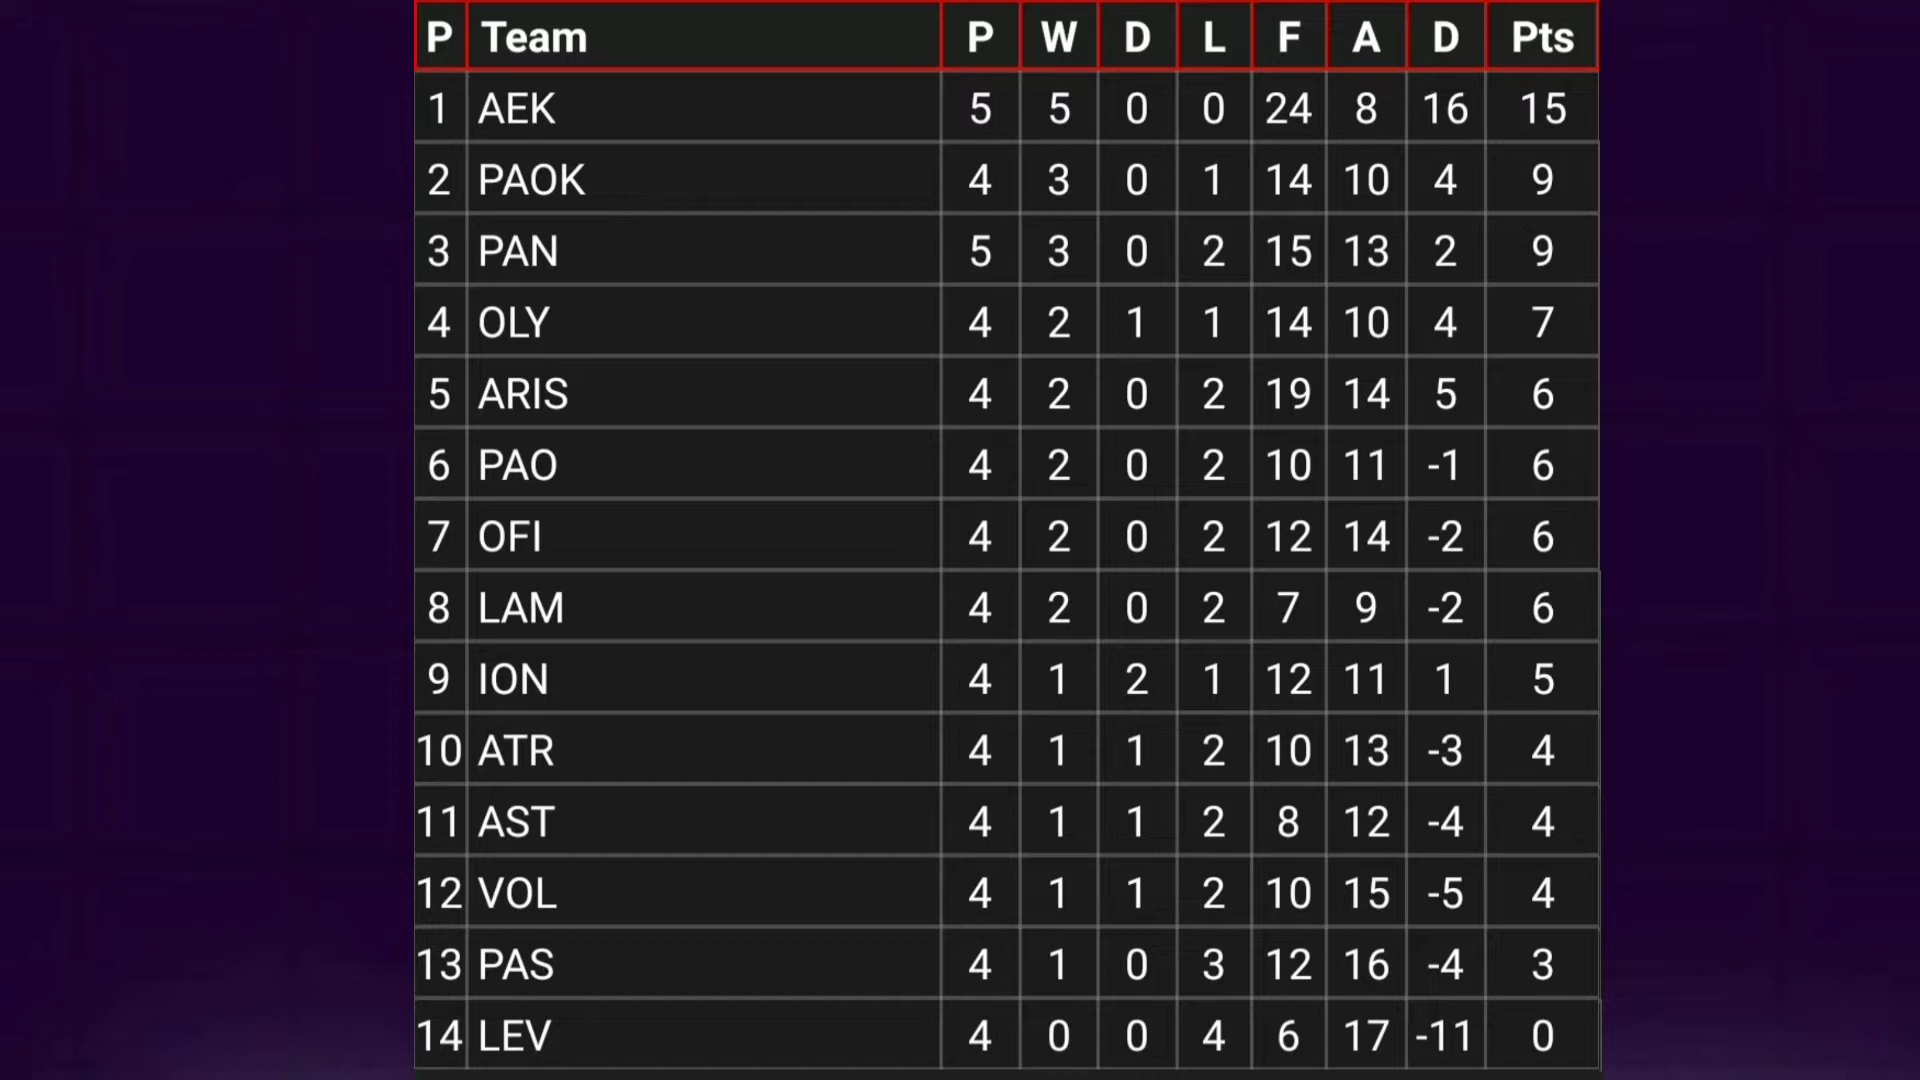 P Team P W D L F A D Pts
1 AEK 5 5 0 0 24 8 16 15
2 PAOK 4 3 0 1 14 10 4 9
3 PAN 5 3 0 2 15 13 2 9
4 OLY 4 2 1 1 14 10 4 7
5 ARIS 4 2 0 2 19 14 5 6
6 PAO 4 2 0 2 10 11 -1 6
7 OFI 4 2 0 2 12 14 -2 6
8 LAM 4 2 0 2 7 9 -2 6
9 ION 4 1 2 1 12 11 1 5
10 ATR 4 1 1 2 10 13 -3 4
11 AST 4 1 1 2 8 12 -4 4
12 VOL 4 1 1 2 10 15 -5 4
13 PAS 4 1 0 3 12 16 -4 3
14 LEV 4 0 0 4 6 17 -11 0